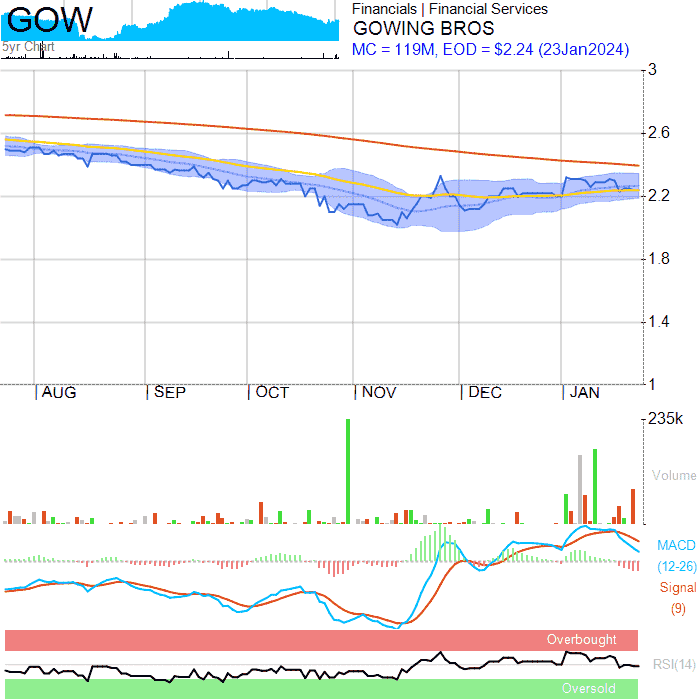 GOW
5yr Chart
Financials | Financial Services
GOWING BROS
MC = 119M, EOD = $2.24 (23Jan2024)
3
2.6
2.2
1.8
1.4
1
AUG SEP OCT NOV DEC JAN
235k
Volume
MACD
(12-26)
Signal
(9)
Overbought
RSI(14)
Oversold